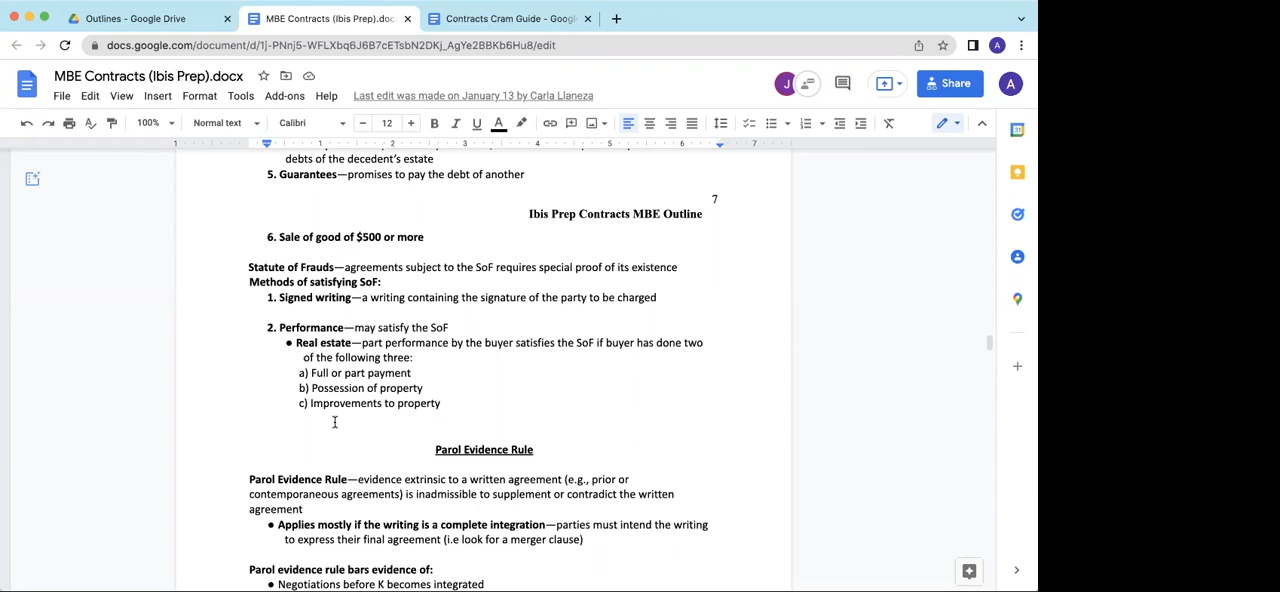 Outlines - Google Drive
MBE Contracts (Ibis Prep).doc
Contracts Cram Guide - Goog
docs.google.com/document/d/1j-PNnj5-WFLXbq6J6B7cETsbN2DKj_AgYe2BBKb6Hu8/edit
A
MBE Contracts (Ibis Prep).docx
File Edit View Insert Format Tools Add-ons Help Last edit was made on January 13 by Carla Llaneza
J
Share
A
100% Normal text Calibri 12 B I U A
1 1 2 3 4 5 6 7
debts of the decedent's estate
5. Guarantees—promises to pay the debt of another
7
Ibis Prep Contracts MBE Outline
6. Sale of good of $500 or more
Statute of Frauds—agreements subject to the SoF requires special proof of its existence
Methods of satisfying SoF:
1. Signed writing—a writing containing the signature of the party to be charged
2. Performance—may satisfy the SoF
● Real estate—part performance by the buyer satisfies the SoF if buyer has done two
of the following three:
a) Full or part payment
b) Possession of property
c) Improvements to property
Parol Evidence Rule
Parol Evidence Rule—evidence extrinsic to a written agreement (e.g., prior or
contemporaneous agreements) is inadmissible to supplement or contradict the written
agreement
● Applies mostly if the writing is a complete integration—parties must intend the writing
to express their final agreement (i.e look for a merger clause)
Parol evidence rule bars evidence of:
● Negotiations before K becomes integrated
31